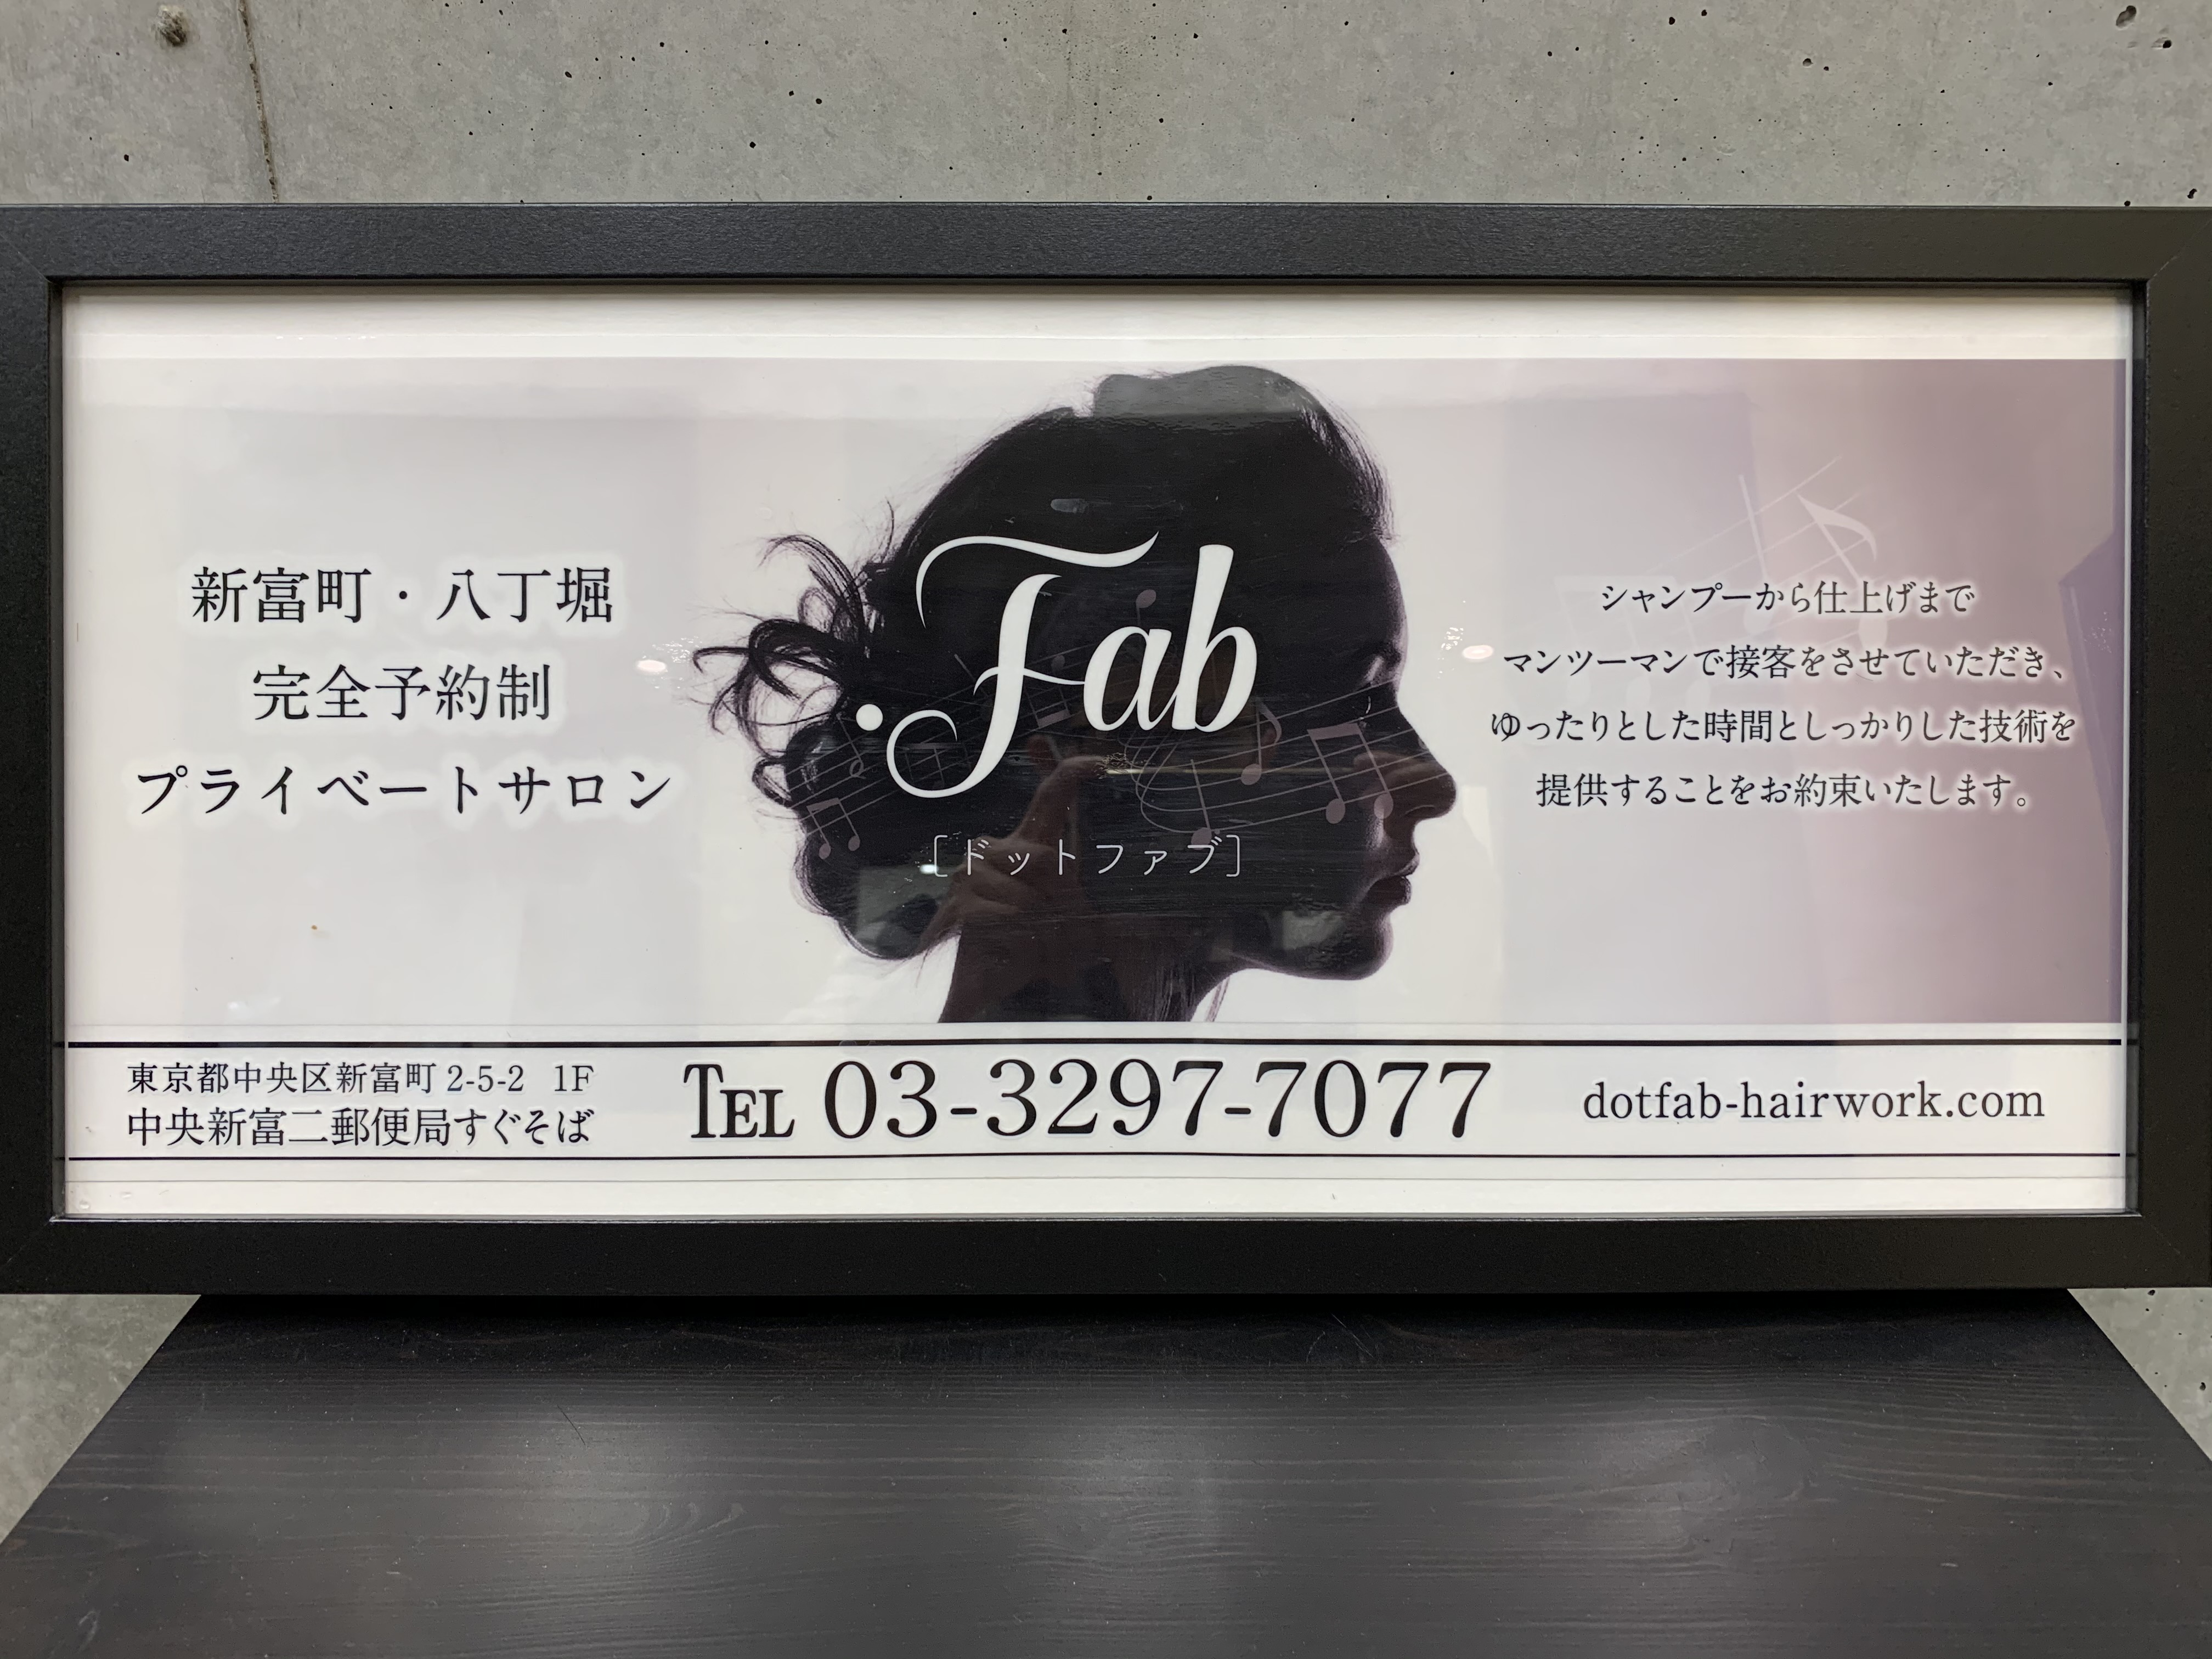 新富町・八丁堀
完全予約制
プライベートサロン
.Fab
[ドットファブ]
シャンプーから仕上げまで
マンツーマンで接客をさせていただき、
ゆったりとした時間としっかりした技術を
提供することをお約束いたします。
東京都中央区新富町2-5-2 1F
中央新富二郵便局すぐそば
TEL 03-3297-7077
dotfab-hairwork.com